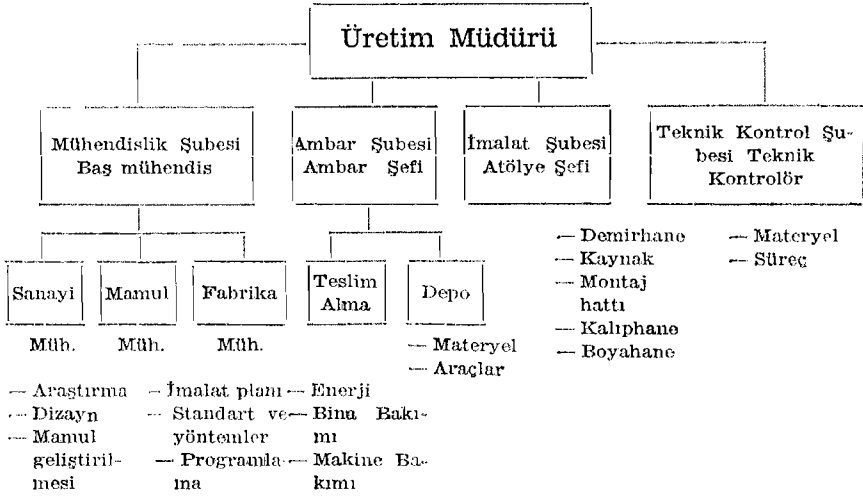 Üretim Müdürü
Mühendislik Şubesi
Baş mühendis
Ambar Şubesi
Ambar Şefi
İmalat Şubesi
Atölye Şefi
Teknik Kontrol Şu-
besi Teknik
Kontrolör
Sanayi
Mamul
Fabrika
Teslim
Alma
Depo
Müh.
Müh.
Müh.
— Materyel
— Araçlar
— Demirhane
— Kaynak
— Montaj
hattı
— Kalıphane
— Boyahane
— Materyel
— Süreç
— Araştırma
— Dizayn
— Mamul
geliştiril-
mesi
— İmalat planı
— Standart ve
yöntemler
— Programla-
ma
— Enerji
— Bina Bakı-
mı
— Makine Ba-
kımı